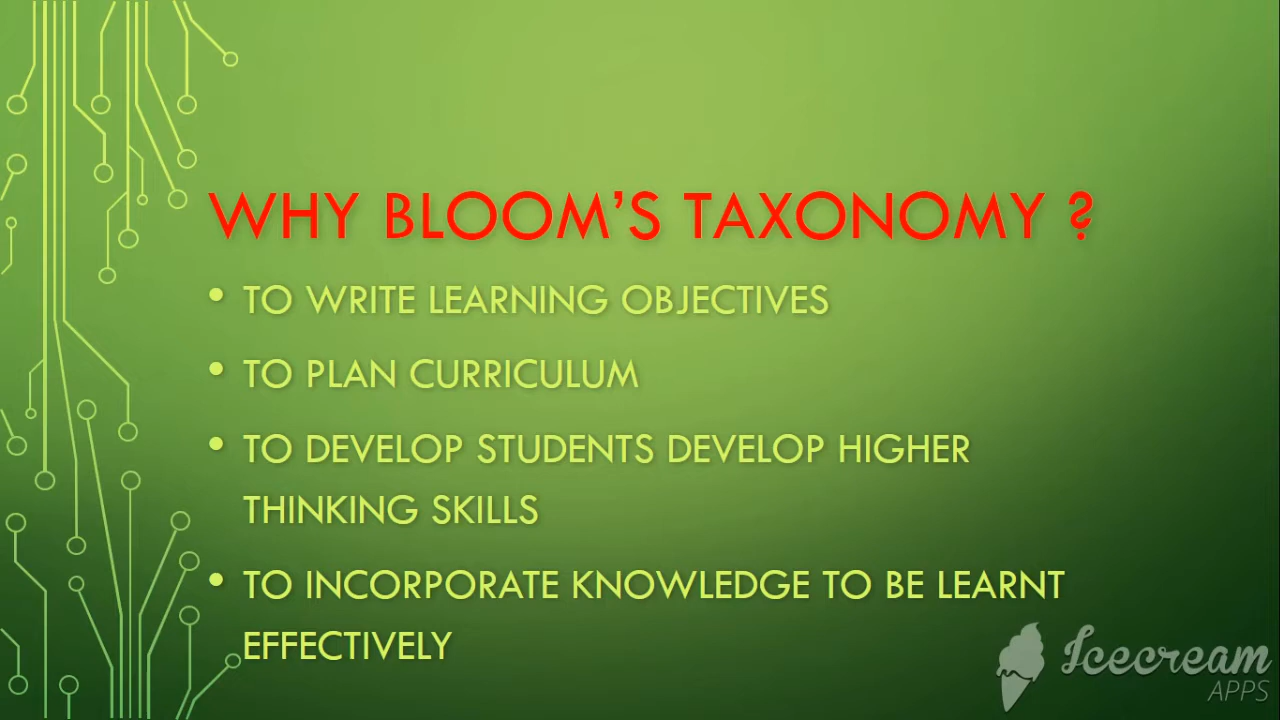 WHY BLOOM’S TAXONOMY ?
• TO WRITE LEARNING OBJECTIVES
• TO PLAN CURRICULUM
• TO DEVELOP STUDENTS DEVELOP HIGHER
THINKING SKILLS
• TO INCORPORATE KNOWLEDGE TO BE LEARNT
EFFECTIVELY
Icecream
APPS